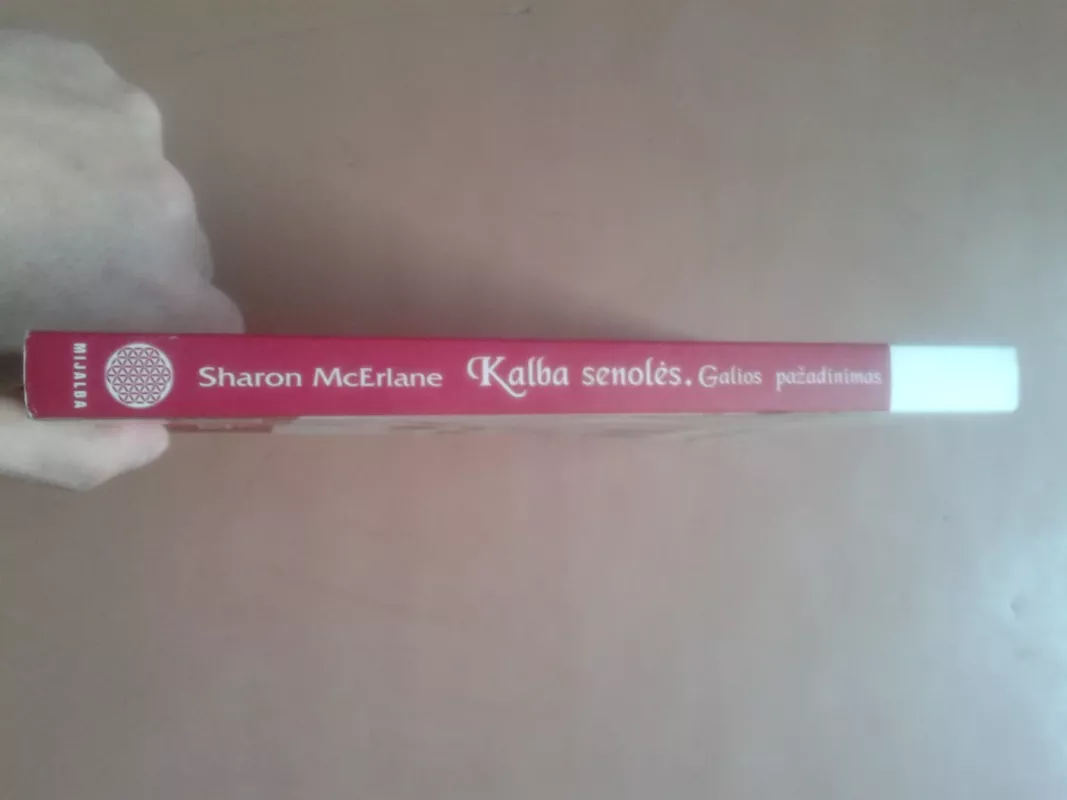 MIJALBA
Sharon McErlane Kalba senolės. Galios pažadinimas